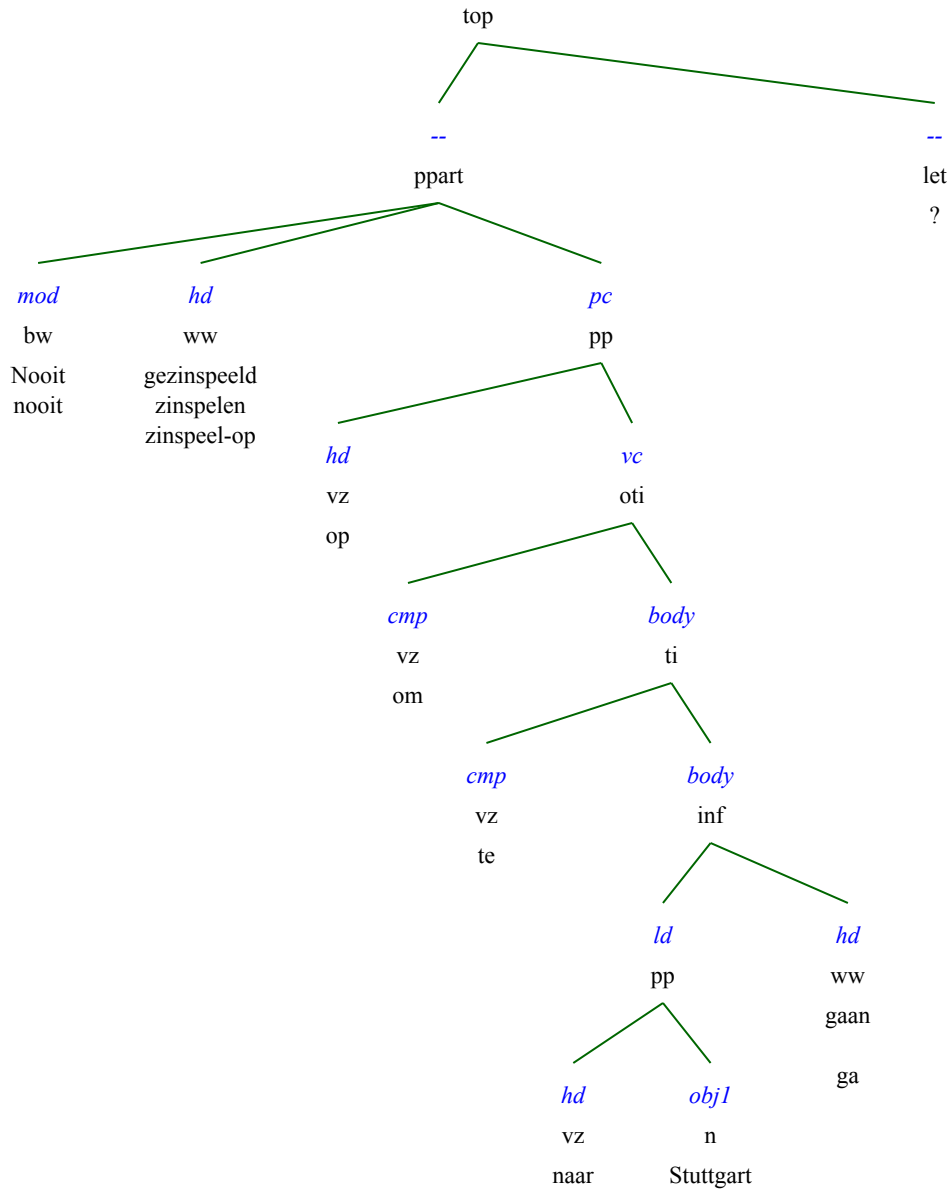 top
-- --
ppart let
?
mod hd pc
bw ww pp
Nooit gezinspeeld
nooit zinspelen
zinspeel-op
hd vc
vz oti
op
cmp body
vz ti
om
cmp body
vz inf
te
ld hd
pp ww
gaan
ga
hd obj1
vz n
naar Stuttgart